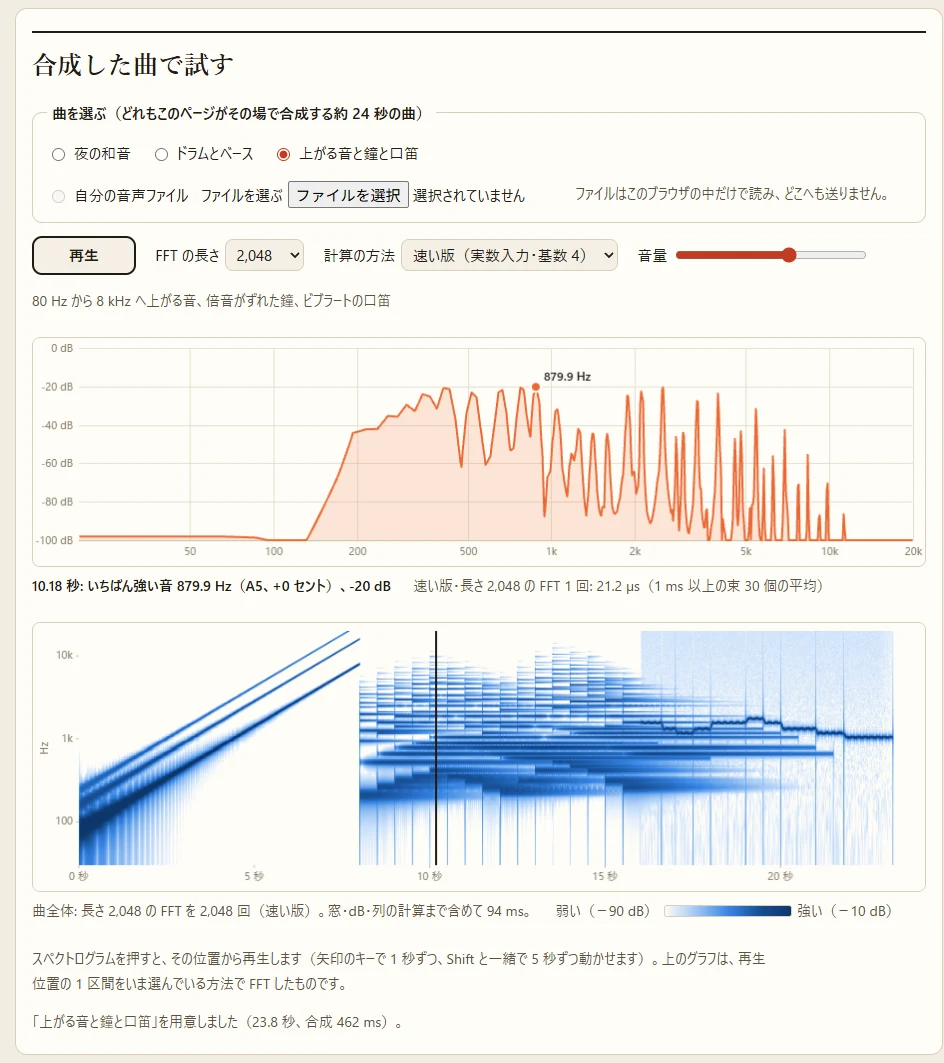 合成した曲で試す
曲を選ぶ（どれもこのページがその場で合成する約 24 秒の曲）
夜の和音 ドラムとベース 上がる音と鐘と口笛
自分の音声ファイル ファイルを選ぶ ファイルを選択 選択されていません ファイルはこのブラウザの中だけで読み、どこへも送りません。
再生 FFT の長さ 2,048 計算の方法 速い版（実数入力・基数 4） 音量
80 Hz から 8 kHz へ上がる音、倍音がずれた鐘、ビブラートの口笛
0 dB
879.9 Hz
-20 dB
-40 dB
-60 dB
-80 dB
-100 dB
50 100 200 500 1k 2k 5k 10k 20k
10.18 秒: いちばん強い音 879.9 Hz（A5、+0 セント）、-20 dB 速い版・長さ 2,048 の FFT 1 回: 21.2 µs（1 ms 以上の束 30 個の平均）
10k
Hz
1k
100
0 秒 5 秒 10 秒 15 秒 20 秒
曲全体: 長さ 2,048 の FFT を 2,048 回（速い版）。窓・dB・列の計算まで含めて 94 ms。 弱い（−90 dB） 強い（−10 dB）
スペクトログラムを押すと、その位置から再生します（矢印のキーで 1 秒ずつ、Shift と一緒で 5 秒ずつ動かせます）。上のグラフは、再生
位置の 1 区間をいま選んでいる方法で FFT したものです。
「上がる音と鐘と口笛」を用意しました（23.8 秒、合成 462 ms）。